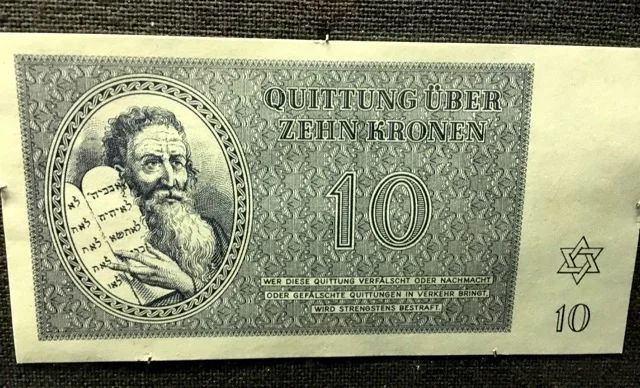 QUITTUNG ÜBER
ZEHN KRONEN
10
WER DIESE QUITTUNG VERFÄLSCHT ODER NACHMACHT
ODER GEFÄLSCHTE QUITTUNGEN IN VERKEHR BRINGT,
WIRD STRENGSTENS BESTRAFT.
10